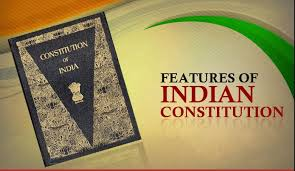 CONSTITUTION
OF
INDIA
FEATURES OF
INDIAN
CONSTITUTION